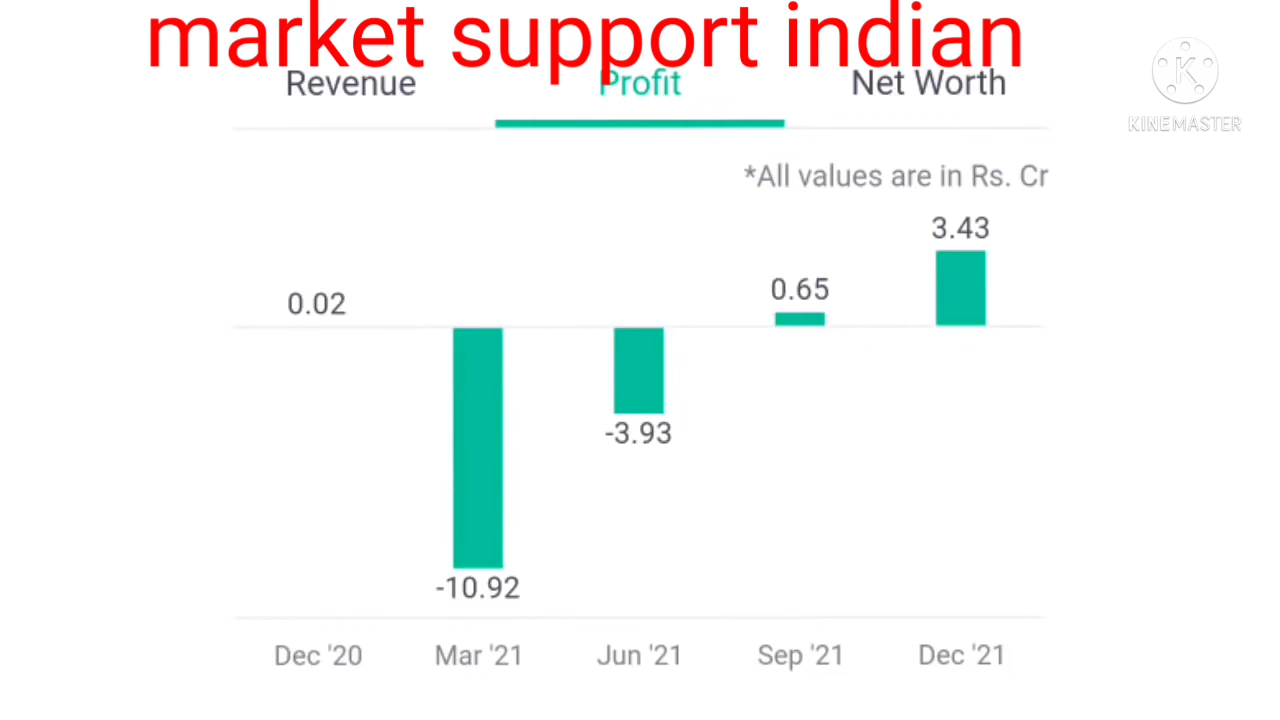 market support indian
Revenue Profit Net Worth
KINEMASTER
*All values are in Rs. Cr
3.43
0.65
0.02
-3.93
-10.92
Dec '20 Mar '21 Jun '21 Sep '21 Dec '21